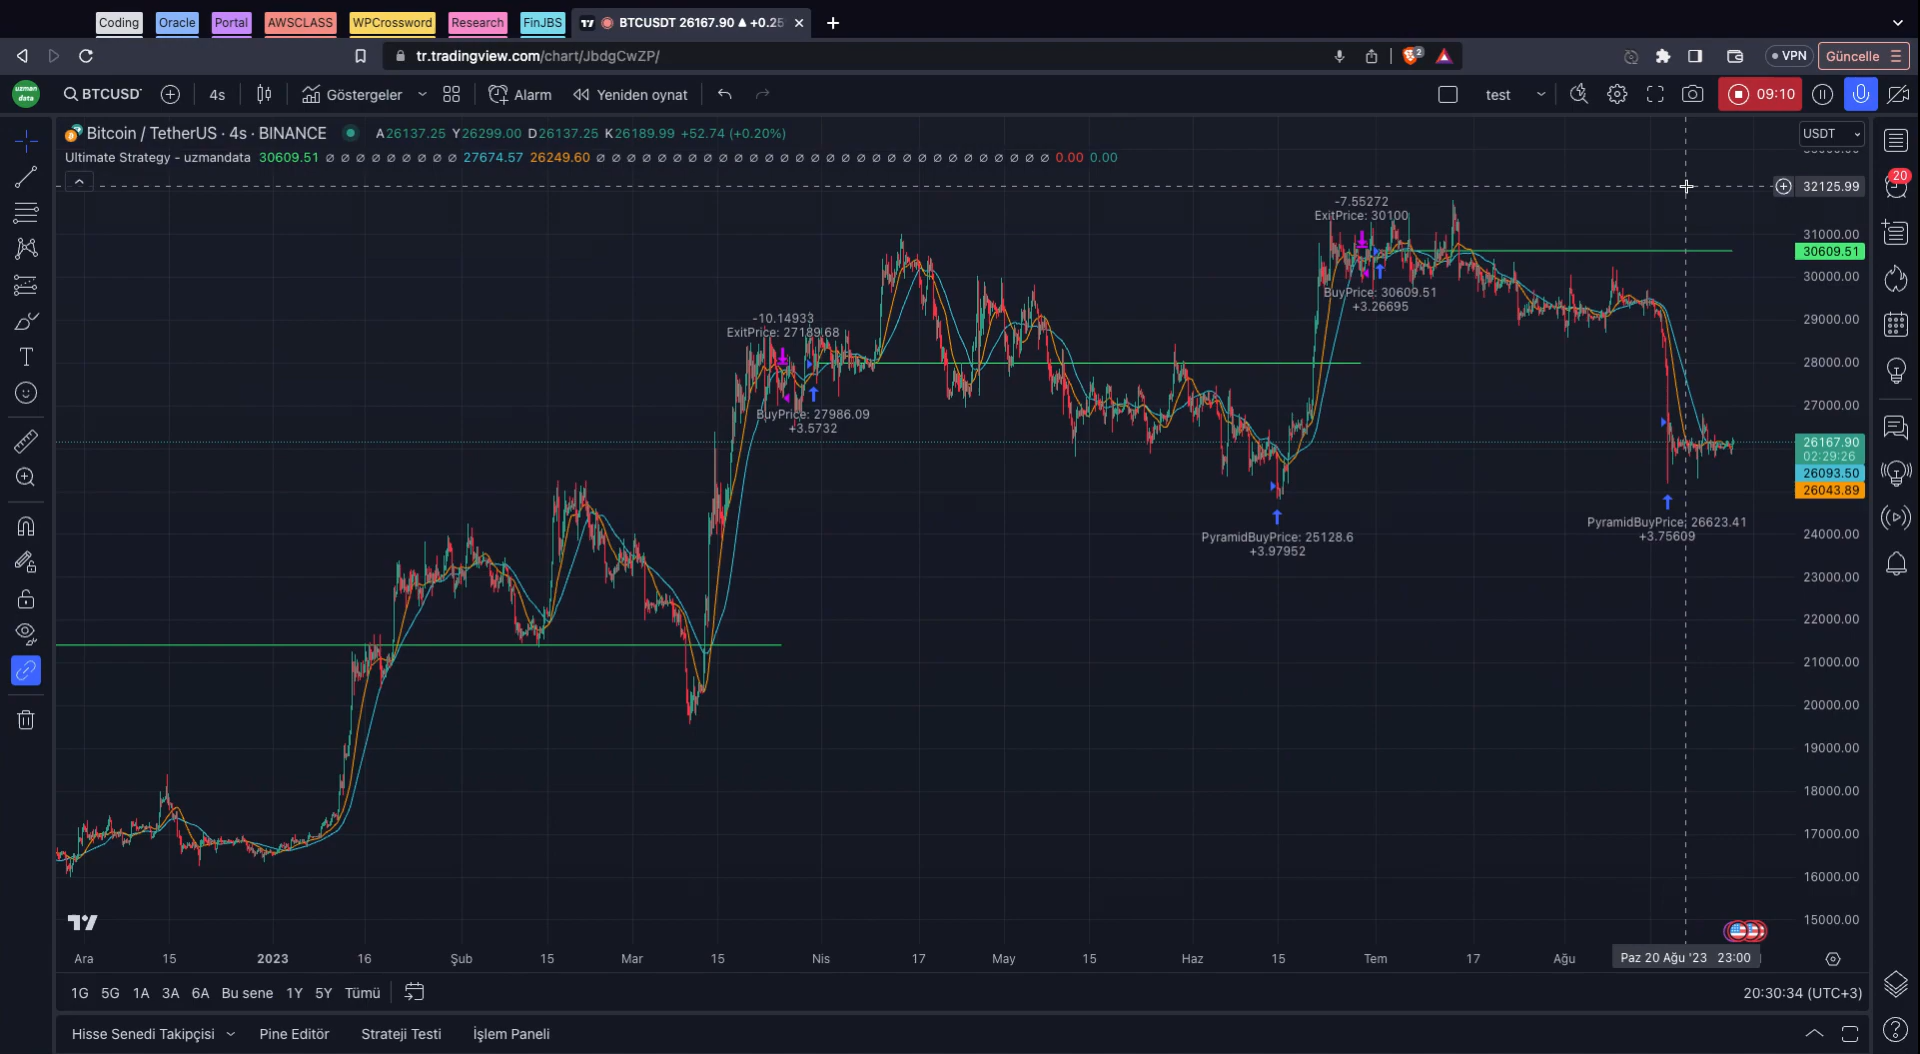 Coding Oracle Portal AWSCLASS WPCrossword Research FinJBS BTCUSDT 26167.90 ▲ +0.25
tr.tradingview.com/chart/JbdgCwZP/ 2 VPN Güncelle
uzman data BTCUSD 4s Göstergeler Alarm Yeniden oynat test 09:10
Bitcoin / TetherUS · 4s · BINANCE A26137.25 Y26299.00 D26137.25 K26189.99 +52.74 (+0.20%) USDT
Ultimate Strategy - uzmandata 30609.51 ∅ ∅ ∅ ∅ ∅ ∅ ∅ ∅ ∅ 27674.57 26249.60 ∅ ∅ ∅ ∅ ∅ ∅ ∅ ∅ ∅ ∅ ∅ ∅ ∅ ∅ ∅ ∅ ∅ ∅ ∅ ∅ ∅ ∅ ∅ ∅ ∅ ∅ ∅ ∅ ∅ 0.00 0.00
20
32125.99
-7.55272
ExitPrice: 30100
31000.00
30609.51
30000.00
BuyPrice: 30609.51
+3.26695
-10.14933
ExitPrice: 27189.68
29000.00
28000.00
27000.00
BuyPrice: 27986.09
+3.5732
26167.90
02:29:26
26093.50
26043.89
PyramidBuyPrice: 26623.41
+3.75609
PyramidBuyPrice: 25128.6
+3.97952
24000.00
23000.00
22000.00
21000.00
20000.00
19000.00
18000.00
17000.00
16000.00
15000.00
Ara 15 2023 16 Şub 15 Mar 15 Nis 17 May 15 Haz 15 Tem 17 Ağu Paz 20 Ağu '23 23:00
1G 5G 1A 3A 6A Bu sene 1Y 5Y Tümü 20:30:34 (UTC+3)
Hisse Senedi Takipçisi Pine Editör Strateji Testi İşlem Paneli